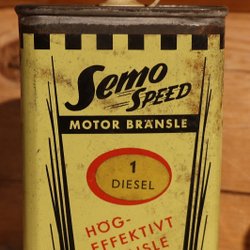 Semo
SPEED
MOTOR BRÄNSLE
1
DIESEL
HÖG-
EFFEKTIVT